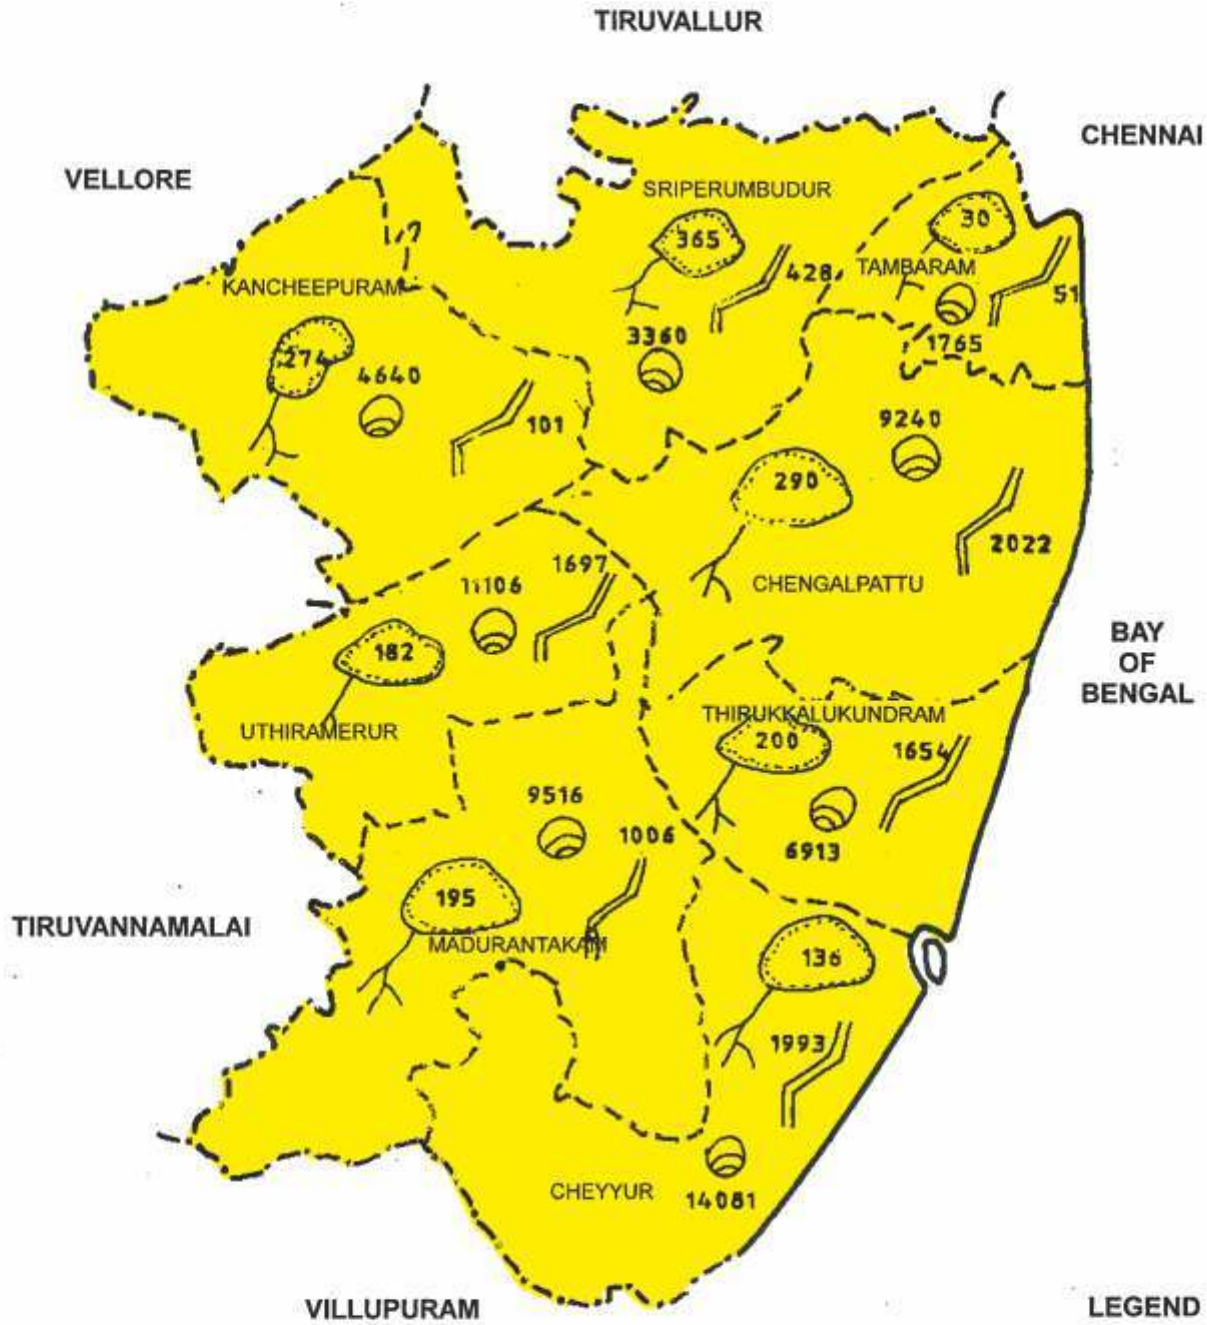 TIRUVALLUR
CHENNAI
VELLORE
SRIPERUMBUDUR
30
365
TAMBARAM
428
KANCHEEPURAM
51
3360
1765
274
4640
9240
101
290
2022
1697
11106
CHENGALPATTU
BAY
OF
BENGAL
182
THIRUKKALUKUNDRAM
UTHIRAMERUR
200
1654
9516
1006
6913
195
TIRUVANNAMALAI
MADURANTAKAM
136
1993
CHEYYUR
14081
VILLUPURAM
LEGEND